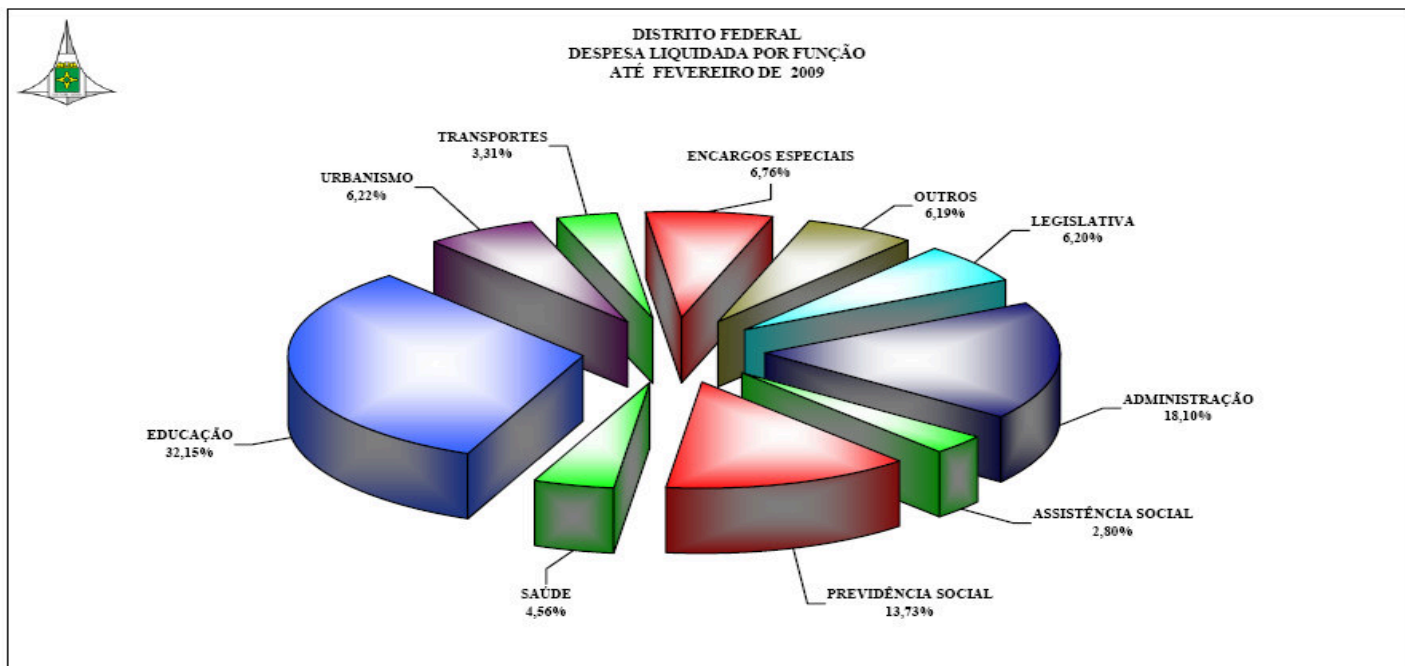 DISTRITO FEDERAL
DESPESA LIQUIDADA POR FUNÇÃO
ATÉ FEVEREIRO DE 2009
TRANSPORTES
3,31%
ENCARGOS ESPECIAIS
6,76%
URBANISMO
6,22%
OUTROS
6,19%
LEGISLATIVA
6,20%
ADMINISTRAÇÃO
18,10%
EDUCAÇÃO
32,15%
ASSISTÊNCIA SOCIAL
2,80%
SAÚDE
4,56%
PREVIDÊNCIA SOCIAL
13,73%